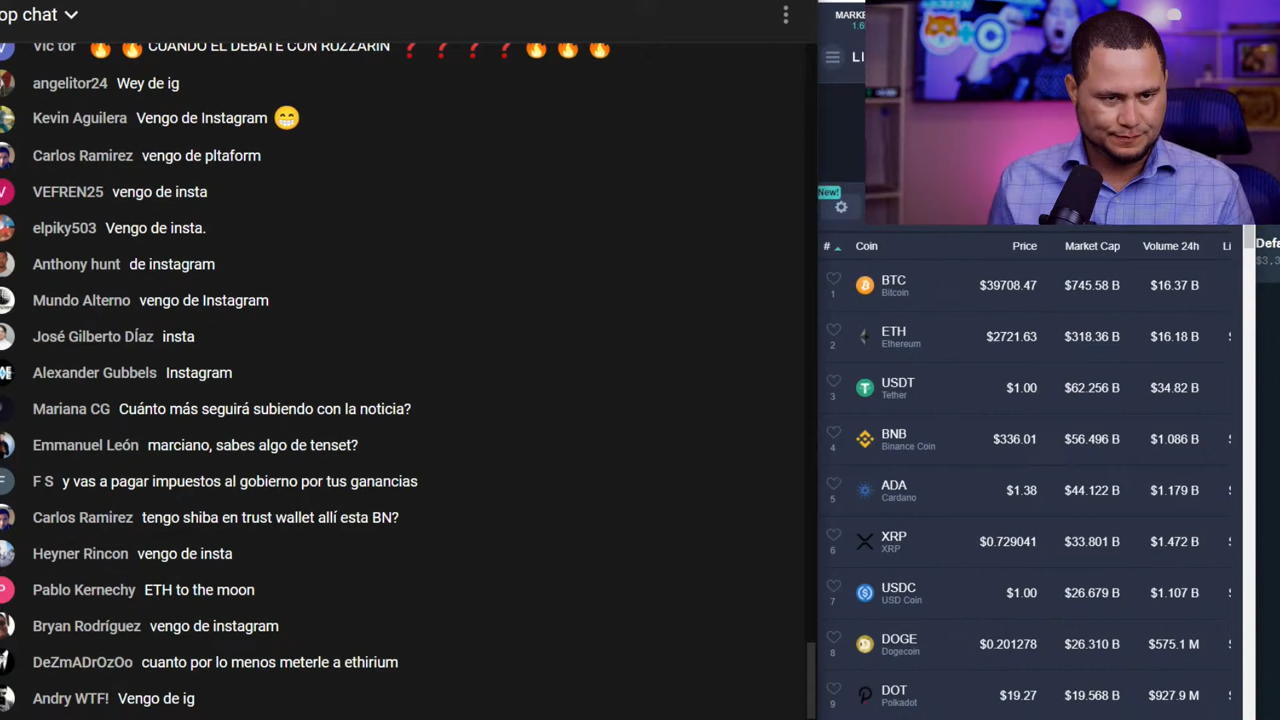 op chat
Vic tor CUANDO EL DEBATE CON RUZZARIN
angelitor24 Wey de ig
Kevin Aguilera Vengo de Instagram
Carlos Ramirez vengo de pltaform
V VEFREN25 vengo de insta
elpiky503 Vengo de insta.
Anthony hunt de instagram
Mundo Alterno vengo de Instagram
José Gilberto DÍaz insta
Alexander Gubbels Instagram
Mariana CG Cuánto más seguirá subiendo con la noticia?
Emmanuel León marciano, sabes algo de tenset?
F F S y vas a pagar impuestos al gobierno por tus ganancias
Carlos Ramirez tengo shiba en trust wallet allí esta BN?
Heyner Rincon vengo de insta
P Pablo Kernechy ETH to the moon
Bryan Rodríguez vengo de instagram
DeZmADrOzOo cuanto por lo menos meterle a ethirium
Andry WTF! Vengo de ig
MARKE
1.6
LI
New!
# Coin Price Market Cap Volume 24h Li
1 BTC Bitcoin $39708.47 $745.58 B $16.37 B
2 ETH Ethereum $2721.63 $318.36 B $16.18 B
3 USDT Tether $1.00 $62.256 B $34.82 B
4 BNB Binance Coin $336.01 $56.496 B $1.086 B
5 ADA Cardano $1.38 $44.122 B $1.179 B
6 XRP XRP $0.729041 $33.801 B $1.472 B
7 USDC USD Coin $1.00 $26.679 B $1.107 B
8 DOGE Dogecoin $0.201278 $26.310 B $575.1 M
9 DOT Polkadot $19.27 $19.568 B $927.9 M
Defa
$3,3